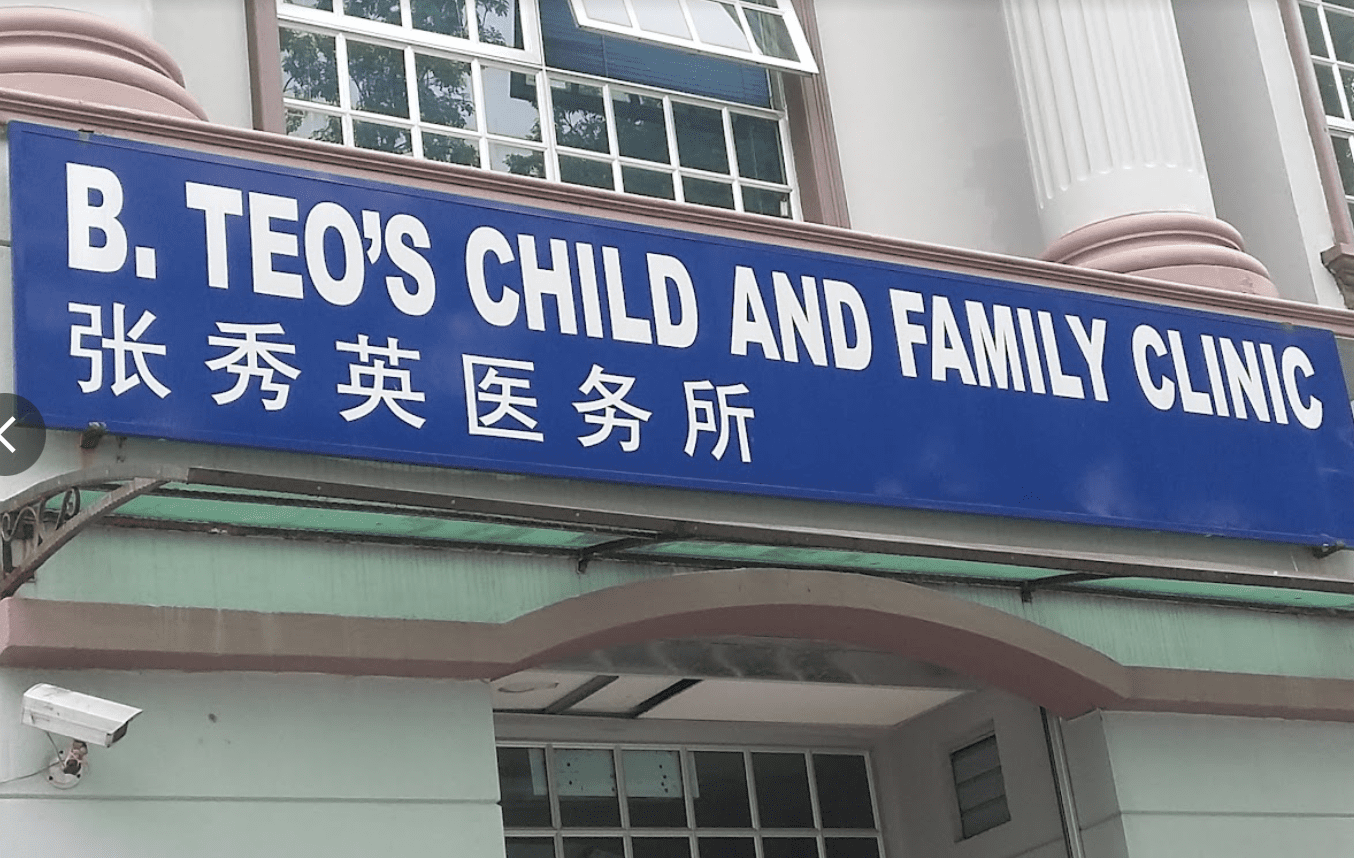 B. TEO'S CHILD AND FAMILY CLINIC
张秀英医务所